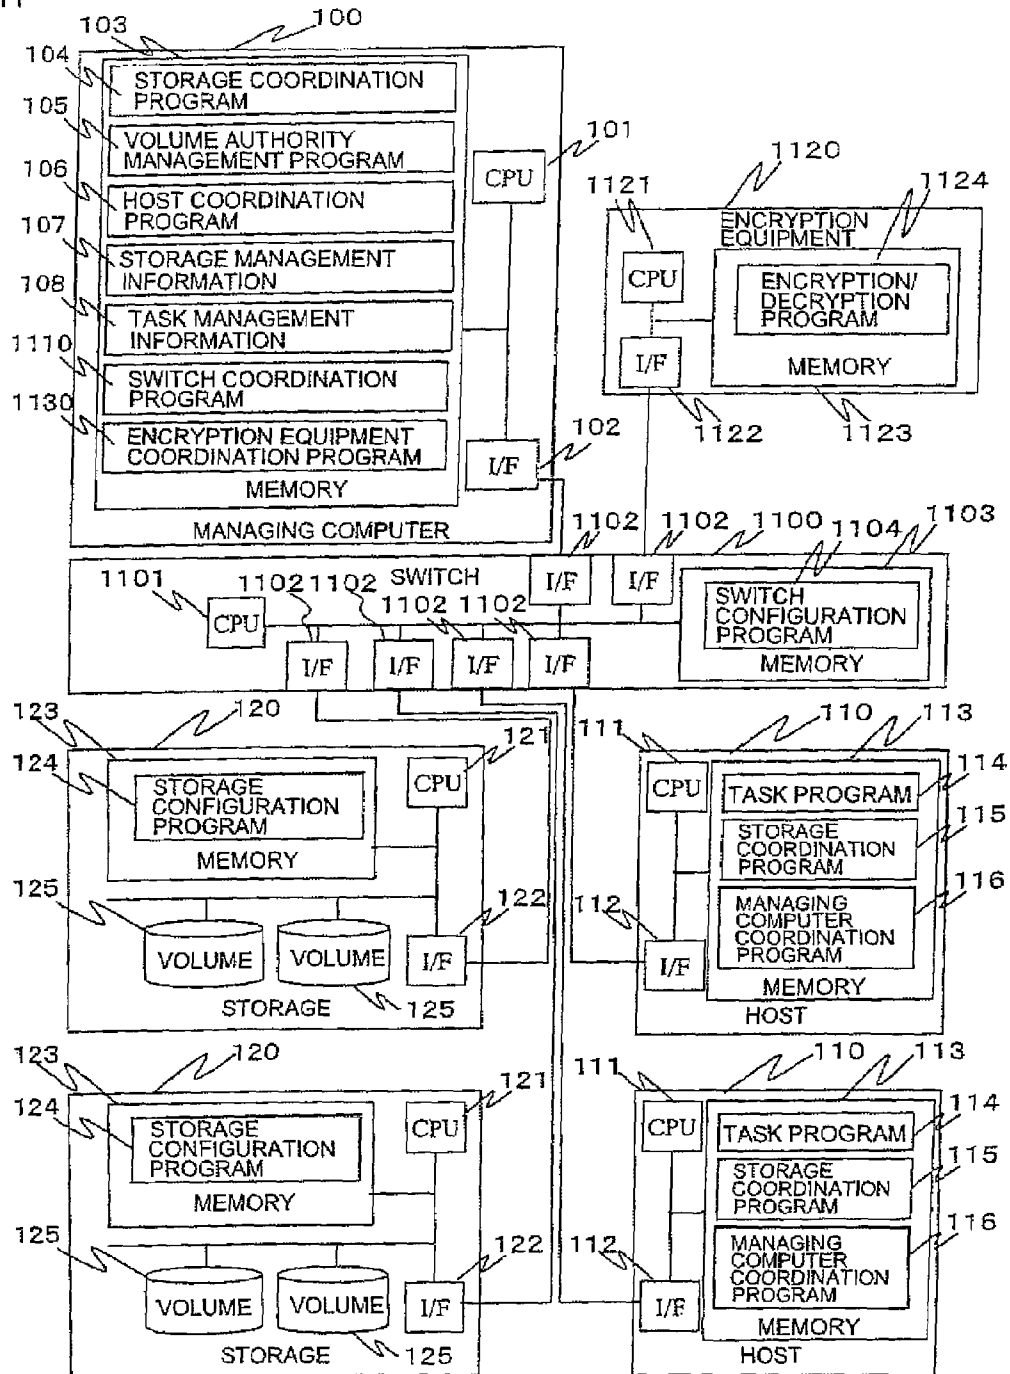 103
100
104
STORAGE COORDINATION
PROGRAM
105
VOLUME AUTHORITY
MANAGEMENT PROGRAM
106
HOST COORDINATION
PROGRAM
107
STORAGE MANAGEMENT
INFORMATION
108
TASK MANAGEMENT
INFORMATION
1110
SWITCH COORDINATION
PROGRAM
1130
ENCRYPTION EQUIPMENT
COORDINATION PROGRAM
MEMORY
MANAGING COMPUTER
101
CPU
102
I/F
1120
1121
1124
ENCRYPTION
EQUIPMENT
CPU
ENCRYPTION/
DECRYPTION
PROGRAM
I/F
MEMORY
1122
1123
1102
1102
1100
1104
1103
1101
1102
1102
SWITCH
I/F
I/F
1102
1102
CPU
I/F
I/F
I/F
I/F
SWITCH
CONFIGURATION
PROGRAM
MEMORY
123
120
124
121
STORAGE
CONFIGURATION
PROGRAM
CPU
MEMORY
125
122
VOLUME
VOLUME
I/F
STORAGE
125
111
110
113
114
CPU
TASK PROGRAM
115
STORAGE
COORDINATION
PROGRAM
116
112
MANAGING
COMPUTER
COORDINATION
PROGRAM
I/F
MEMORY
HOST
123
120
124
121
STORAGE
CONFIGURATION
PROGRAM
CPU
MEMORY
125
122
VOLUME
VOLUME
I/F
STORAGE
125
111
110
113
114
CPU
TASK PROGRAM
115
STORAGE
COORDINATION
PROGRAM
116
112
MANAGING
COMPUTER
COORDINATION
PROGRAM
I/F
MEMORY
HOST